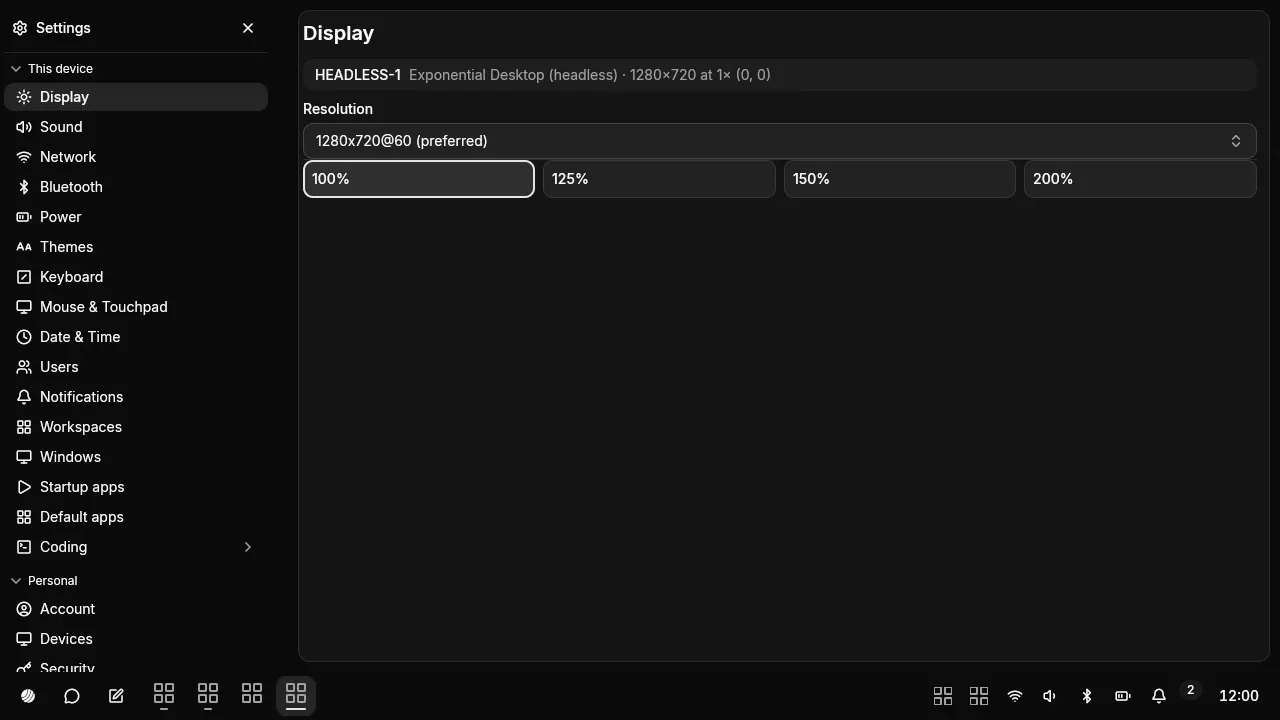 Settings
This device
Display
Sound
Network
Bluetooth
Power
Themes
Keyboard
Mouse & Touchpad
Date & Time
Users
Notifications
Workspaces
Windows
Startup apps
Default apps
Coding
Personal
Account
Devices
Security
Display
HEADLESS-1 Exponential Desktop (headless) · 1280×720 at 1× (0, 0)
Resolution
1280x720@60 (preferred)
100% 125% 150% 200%
2 12:00